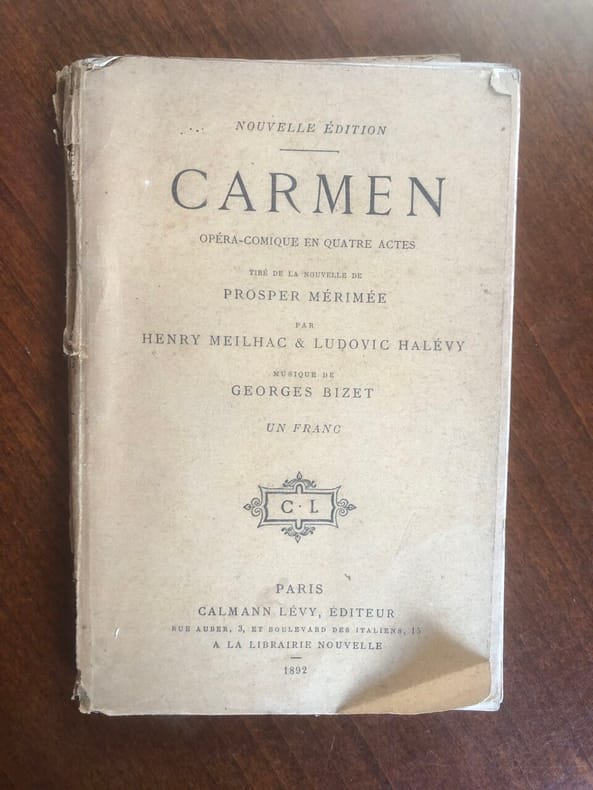 NOUVELLE ÉDITION
CARMEN
OPÉRA-COMIQUE EN QUATRE ACTES
TIRÉ DE LA NOUVELLE DE
PROSPER MÉRIMÉE
PAR
HENRY MEILHAC & LUDOVIC HALÉVY
MUSIQUE DE
GEORGES BIZET
UN FRANC
C·L
PARIS
CALMANN LÉVY, ÉDITEUR
RUE AUBER, 3, ET BOULEVARD DES ITALIENS, 15
A LA LIBRAIRIE NOUVELLE
1892